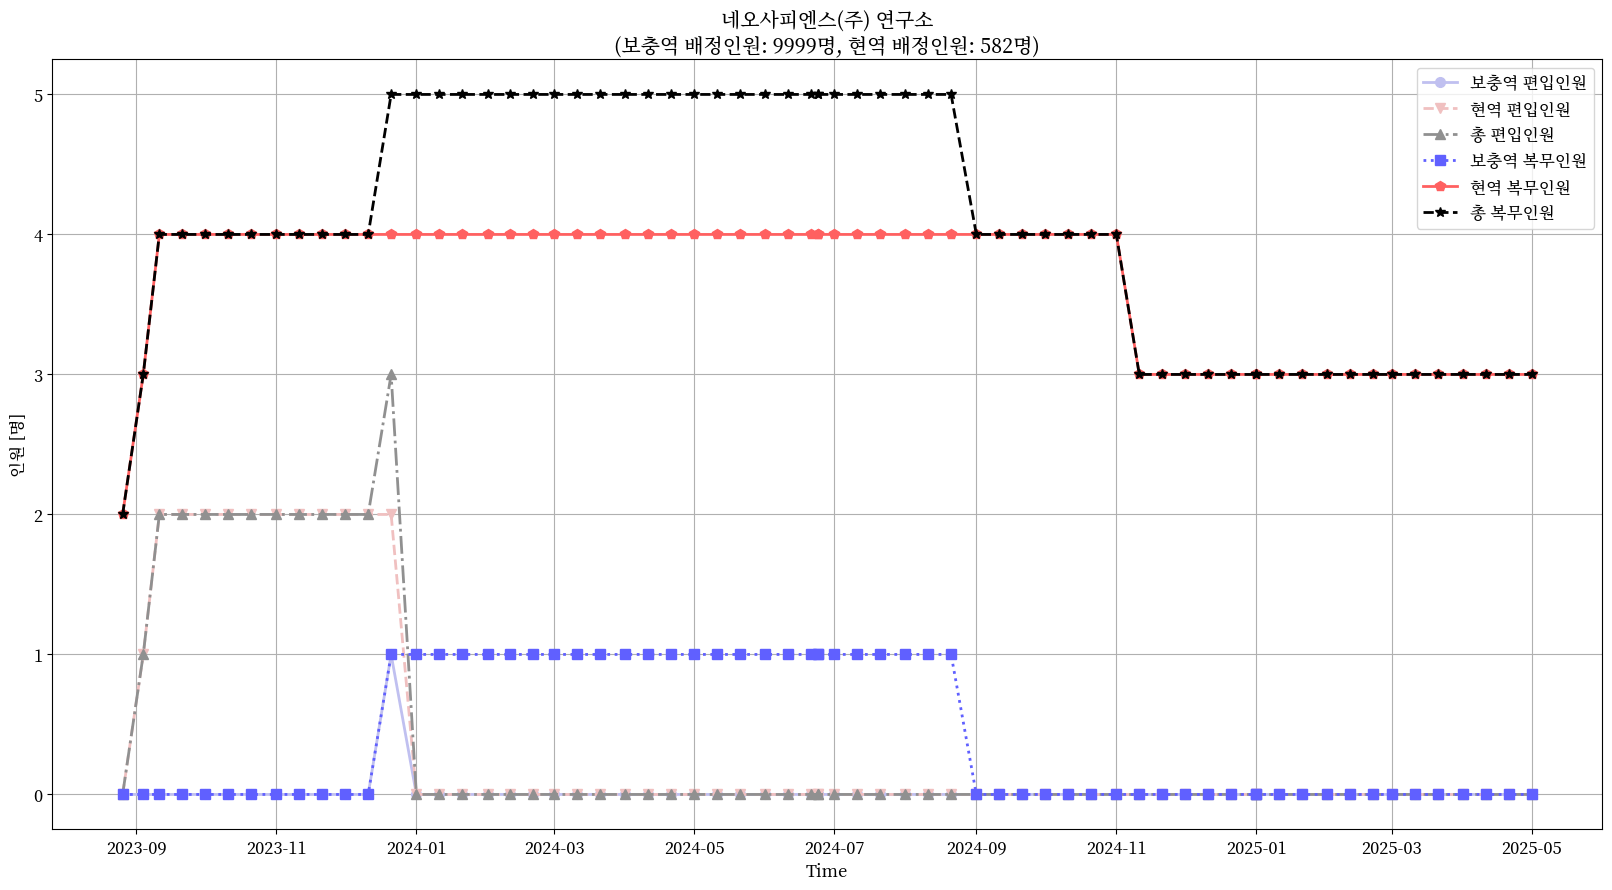 네오사피엔스(주) 연구소
(보충역 배정인원: 9999명, 현역 배정인원: 582명)
보충역 편입인원
현역 편입인원
총 편입인원
보충역 복무인원
현역 복무인원
총 복무인원
인원 [명]
5
4
3
2
1
0
2023-09
2023-11
2024-01
2024-03
2024-05
2024-07
2024-09
2024-11
2025-01
2025-03
2025-05
Time